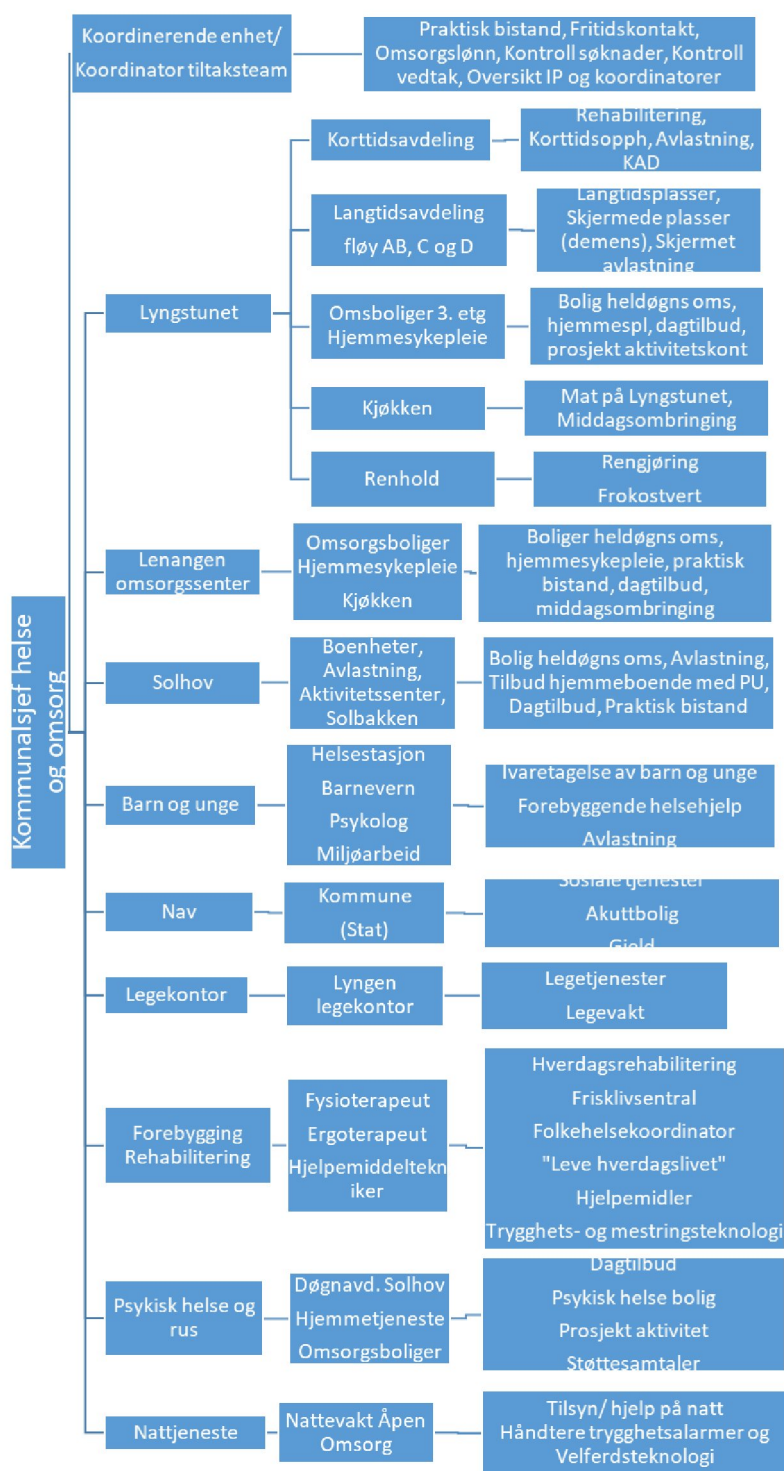 Kommunalsjef helse
og omsorg
Koordinerende enhet/
Koordinator tiltaksteam
Praktisk bistand, Fritidskontakt,
Omsorgslønn, Kontroll søknader, Kontroll
vedtak, Oversikt IP og koordinatorer
Lyngstunet
Korttidsavdeling
Rehabilitering,
Korttidsopph, Avlastning,
KAD
Langtidsavdeling
fløy AB, C og D
Langtidsplasser,
Skjermede plasser
(demens), Skjermet
avlastning
Omsboliger 3. etg
Hjemmesykepleie
Bolig heldøgns oms,
hjemmespl, dagtilbud,
prosjekt aktivitetskont
Kjøkken
Mat på Lyngstunet,
Middagsombringing
Renhold
Rengjøring
Frokostvert
Lenangen
omsorgssenter
Omsorgsboliger
Hjemmesykepleie
Kjøkken
Boliger heldøgns oms,
hjemmesykepleie, praktisk
bistand, dagtilbud,
middagsombringing
Solhov
Boenheter,
Avlastning,
Aktivitetssenter,
Solbakken
Bolig heldøgns oms, Avlastning,
Tilbud hjemmeboende med PU,
Dagtilbud, Praktisk bistand
Barn og unge
Helsestasjon
Barnevern
Psykolog
Miljøarbeid
Ivaretagelse av barn og unge
Forebyggende helsehjelp
Avlastning
Nav
Kommune
(Stat)
Sosiale tjenester
Akuttbolig
Gjeld
Legekontor
Lyngen
legekontor
Legetjenester
Legevakt
Forebygging
Rehabilitering
Fysioterapeut
Ergoterapeut
Hjelpemiddeltekn
iker
Hverdagsrehabilitering
Frisklivsentral
Folkehelsekoordinator
"Leve hverdagslivet"
Hjelpemidler
Trygghets- og mestringsteknologi
Psykisk helse og
rus
Døgnavd. Solhov
Hjemmetjeneste
Omsorgsboliger
Dagtilbud
Psykisk helse bolig
Prosjekt aktivitet
Støttesamtaler
Nattjeneste
Nattevakt Åpen
Omsorg
Tilsyn/ hjelp på natt
Håndtere trygghetsalarmer og
Velferdsteknologi